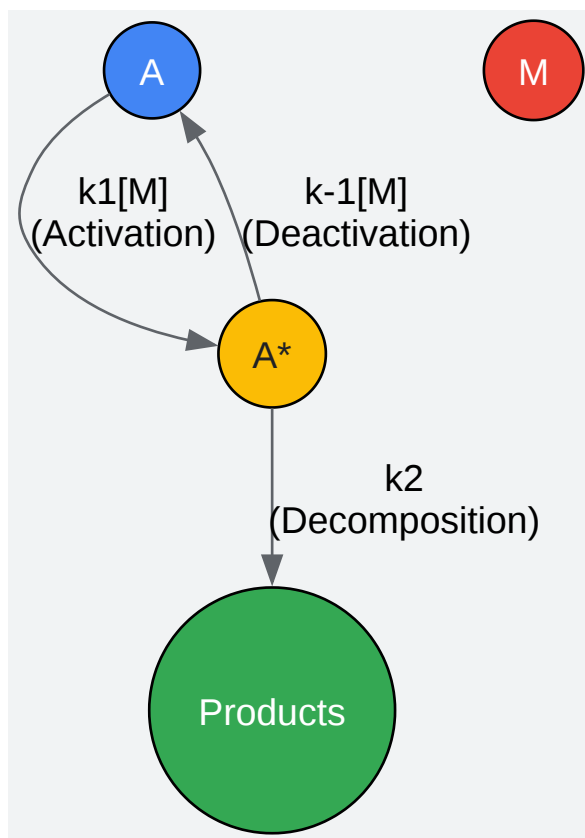 A
M
k1[M]
(Activation)
k-1[M]
(Deactivation)
A*
k2
(Decomposition)
Products